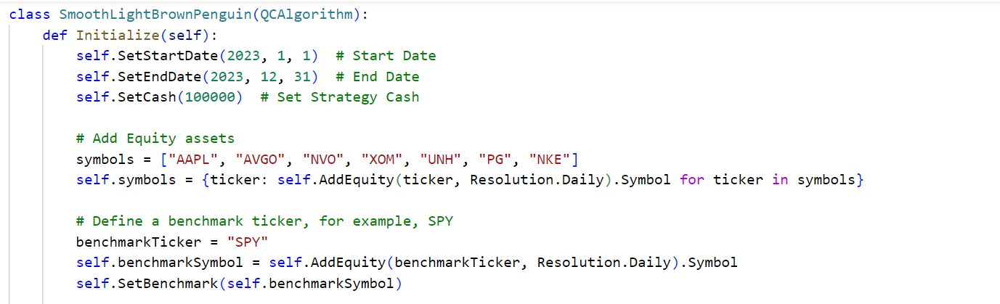 class SmoothLightBrownPenguin(QCAlgorithm):
    def Initialize(self):
        self.SetStartDate(2023, 1, 1)  # Start Date
        self.SetEndDate(2023, 12, 31)  # End Date
        self.SetCash(100000)  # Set Strategy Cash

        # Add Equity assets
        symbols = ["AAPL", "AVGO", "NVO", "XOM", "UNH", "PG", "NKE"]
        self.symbols = {ticker: self.AddEquity(ticker, Resolution.Daily).Symbol for ticker in symbols}

        # Define a benchmark ticker, for example, SPY
        benchmarkTicker = "SPY"
        self.benchmarkSymbol = self.AddEquity(benchmarkTicker, Resolution.Daily).Symbol
        self.SetBenchmark(self.benchmarkSymbol)